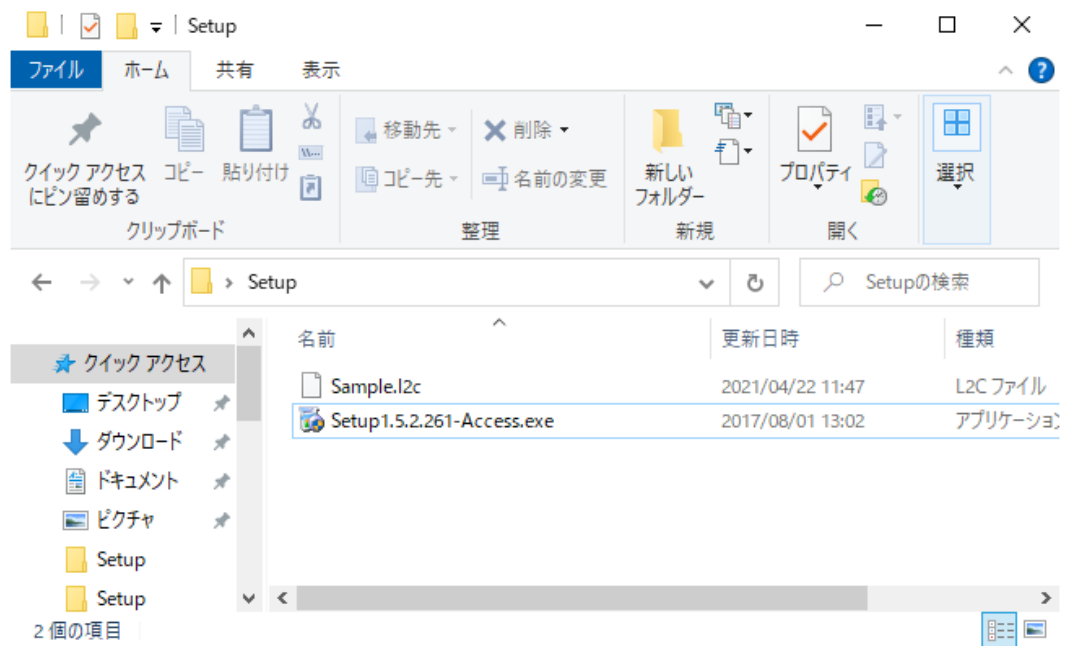 Setup
ファイル ホーム 共有 表示
クイック アクセス
にピン留めする
コピー
貼り付け
クリップボード
移動先
コピー先
削除
名前の変更
整理
新しい
フォルダー
新規
プロパティ
開く
選択
Setup
Setupの検索
名前 更新日時 種類
Sample.l2c 2021/04/22 11:47 L2C ファイル
Setup1.5.2.261-Access.exe 2017/08/01 13:02 アプリケーション
クイック アクセス
デスクトップ
ダウンロード
ドキュメント
ピクチャ
Setup
Setup
2 個の項目